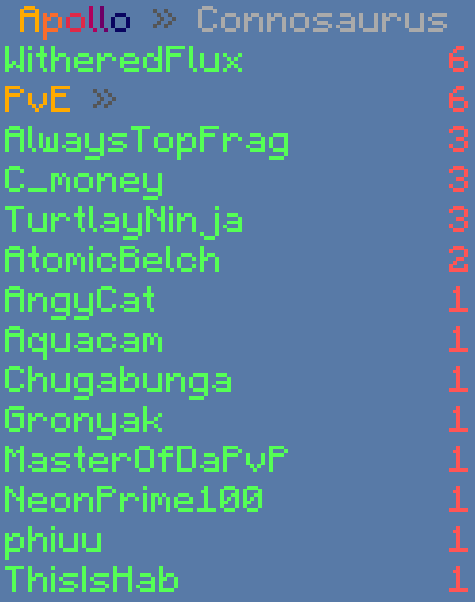 Apollo » Connosaurus
WitheredFlux 6
PvE » 6
AlwaysTopFrag 3
C_money 3
TurtlayNinja 3
AtomicBelch 2
AngyCat 1
Aquacam 1
Chugabunga 1
Gronyak 1
MasterOfDaPvP 1
NeonPrime100 1
phiuu 1
ThisIsHab 1